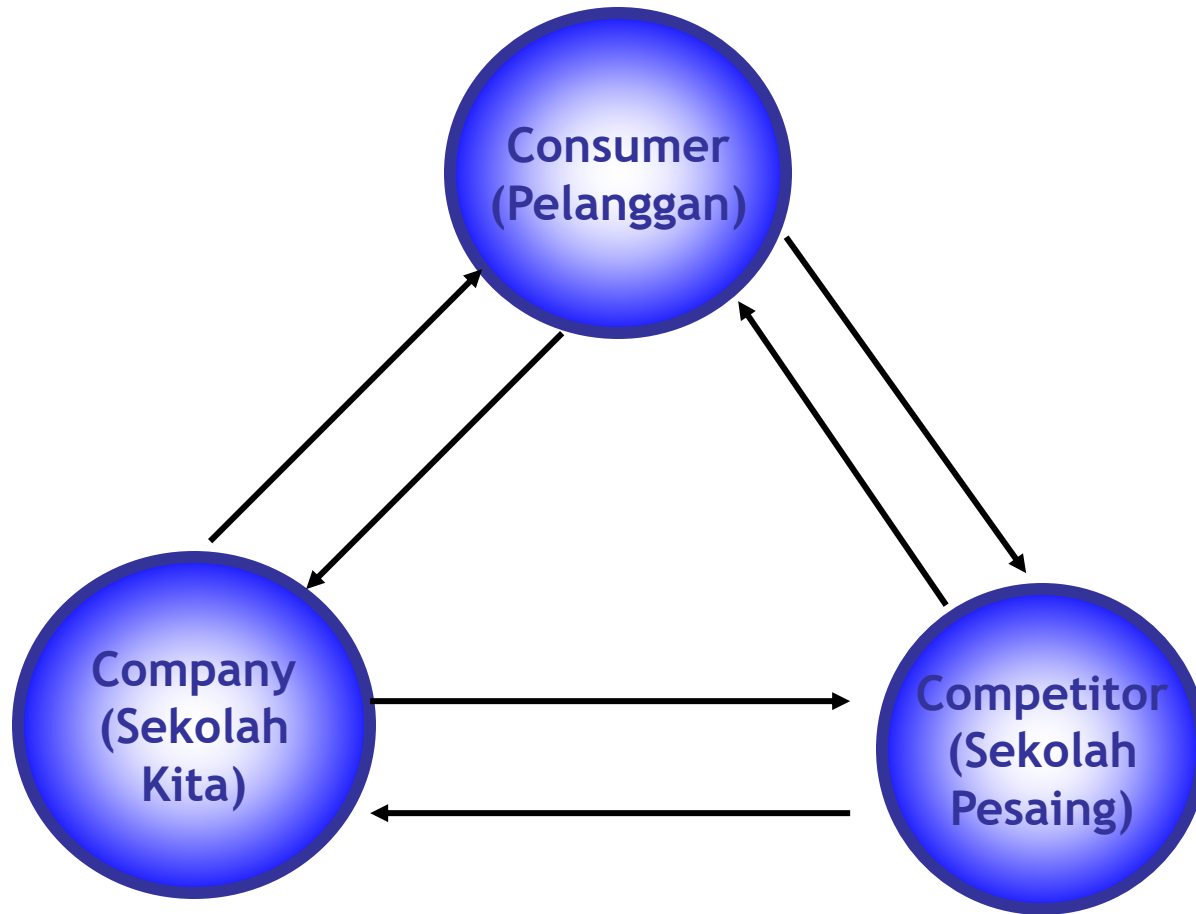 Consumer
(Pelanggan)
Company
(Sekolah
Kita)
Competitor
(Sekolah
Pesaing)